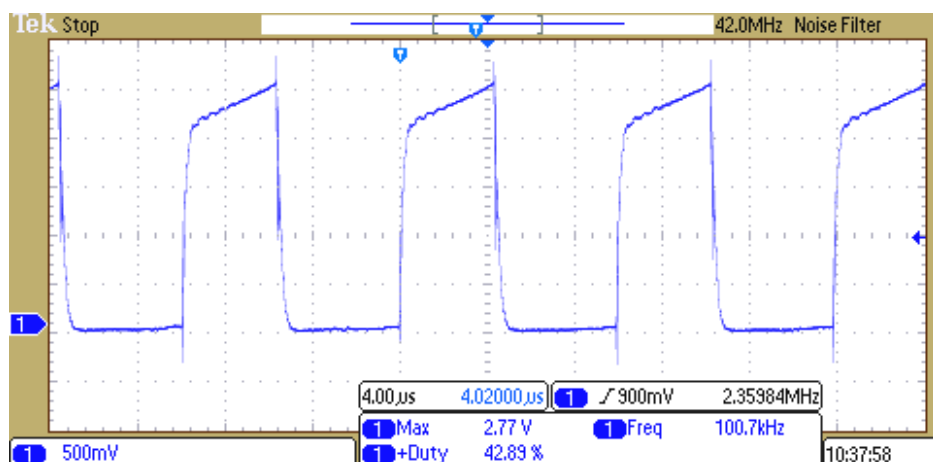 Tek Stop 42.0MHz Noise Filter
T
1
4.00µs 4.02000µs 1 900mV 2.35984MHz
1 Max 2.77 V 1 Freq 100.7kHz
1 500mV 1 +Duty 42.89 % 10:37:58